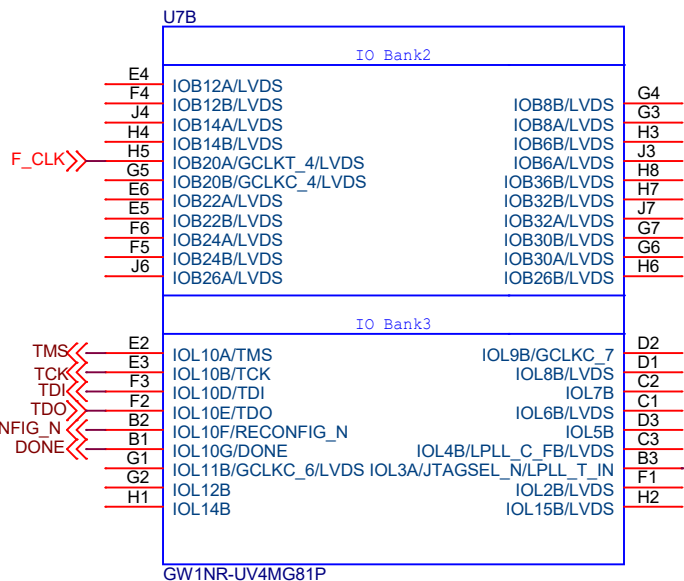 U7B
IO Bank2
E4 IOB12A/LVDS
F4 IOB12B/LVDS IOB8B/LVDS G4
J4 IOB14A/LVDS IOB8A/LVDS G3
H4 IOB14B/LVDS IOB6B/LVDS H3
F_CLK H5 IOB20A/GCLKT_4/LVDS IOB6A/LVDS J3
G5 IOB20B/GCLKC_4/LVDS IOB36B/LVDS H8
E6 IOB22A/LVDS IOB32B/LVDS H7
E5 IOB22B/LVDS IOB32A/LVDS J7
F6 IOB24A/LVDS IOB30B/LVDS G7
F5 IOB24B/LVDS IOB30A/LVDS G6
J6 IOB26A/LVDS IOB26B/LVDS H6
IO Bank3
TMS E2 IOL10A/TMS IOL9B/GCLKC_7 D2
TCK E3 IOL10B/TCK IOL8B/LVDS D1
TDI F3 IOL10D/TDI IOL7B C2
TDO F2 IOL10E/TDO IOL6B/LVDS C1
NFIG_N B2 IOL10F/RECONFIG_N IOL5B D3
DONE B1 IOL10G/DONE IOL4B/LPLL_C_FB/LVDS C3
G1 IOL11B/GCLKC_6/LVDS IOL3A/JTAGSEL_N/LPLL_T_IN B3
G2 IOL12B IOL2B/LVDS F1
H1 IOL14B IOL15B/LVDS H2
GW1NR-UV4MG81P